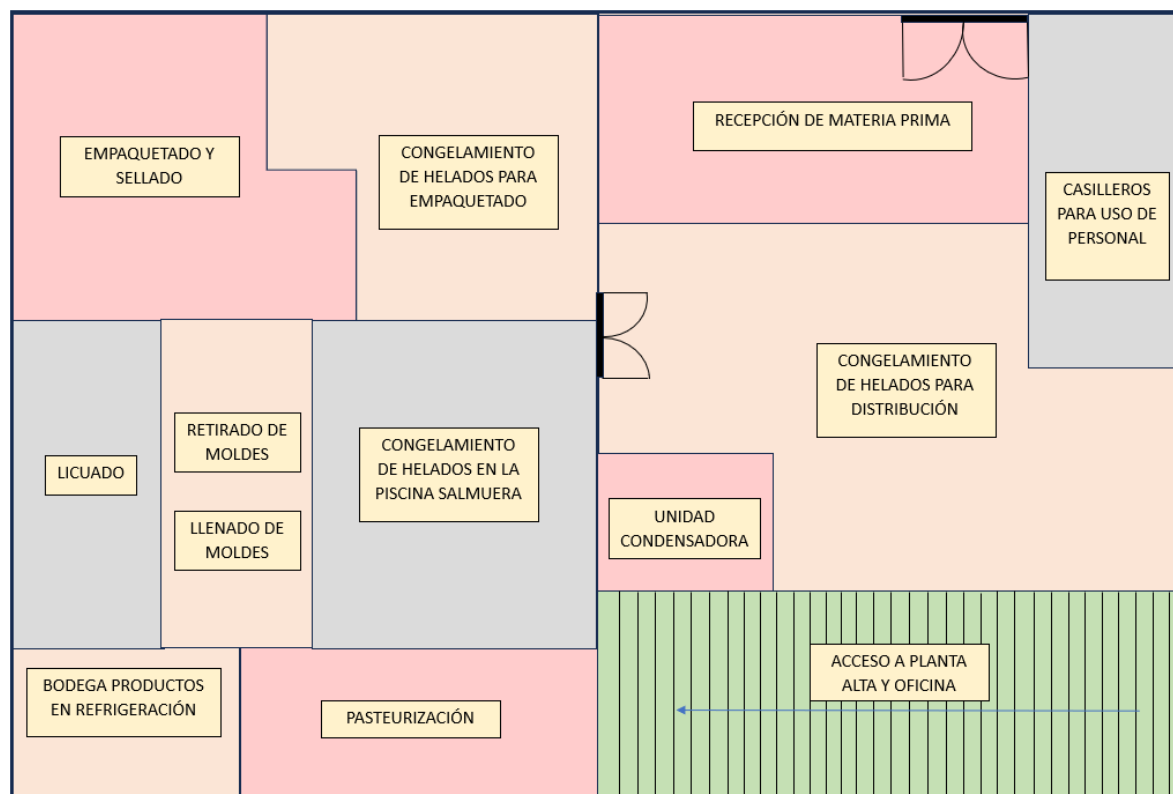 EMPAQUETADO Y
SELLADO
CONGELAMIENTO
DE HELADOS PARA
EMPAQUETADO
RECEPCIÓN DE MATERIA PRIMA
CASILLEROS
PARA USO DE
PERSONAL
LICUADO
RETIRADO DE
MOLDES
LLENADO DE
MOLDES
CONGELAMIENTO
DE HELADOS EN LA
PISCINA SALMUERA
CONGELAMIENTO
DE HELADOS PARA
DISTRIBUCIÓN
UNIDAD
CONDENSADORA
BODEGA PRODUCTOS
EN REFRIGERACIÓN
PASTEURIZACIÓN
ACCESO A PLANTA
ALTA Y OFICINA